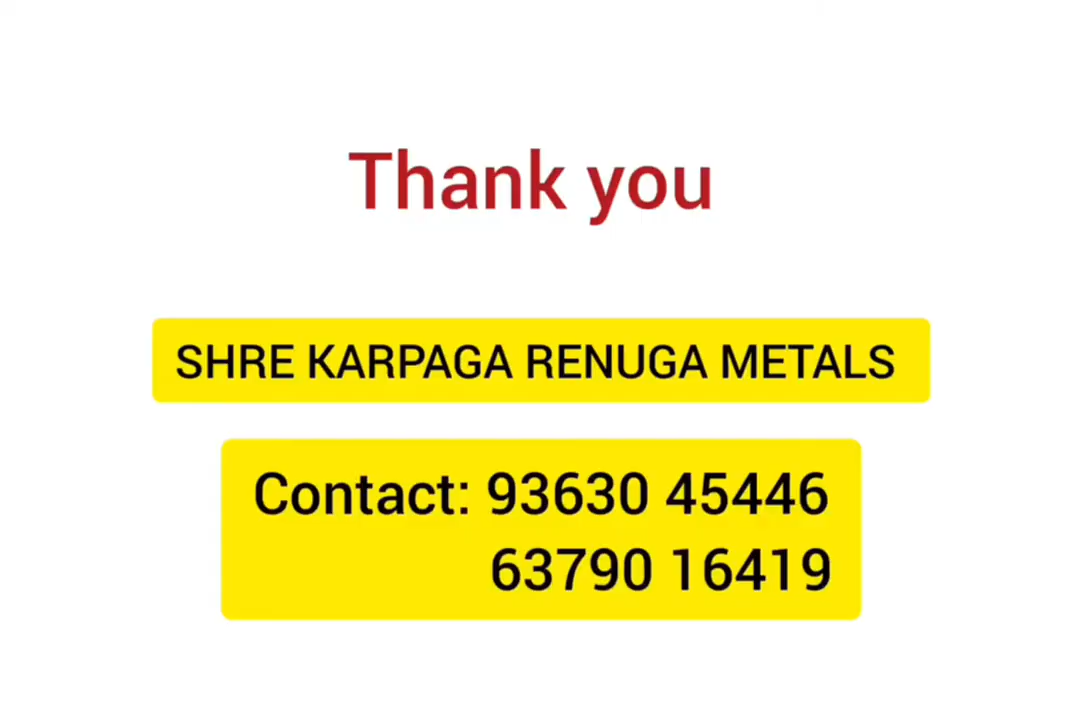 Thank you
SHRE KARPAGA RENUGA METALS
Contact: 93630 45446
63790 16419